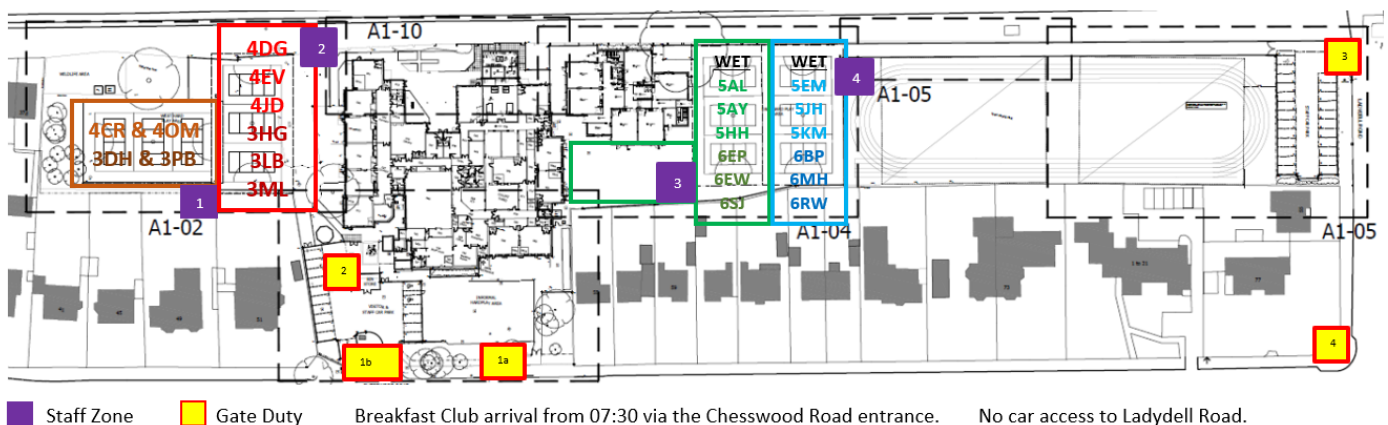 A1-10
4DG
4EV
4JD
3HG
3LB
3ML
2
4CR & 4OM
3DH & 3PB
1
A1-02
WET
5AL
5AY
5HH
6EP
6EW
6SJ
3
WET
5EM
5JH
5KM
6BP
6MH
6RW
4
A1-05
A1-04
3
A1-05
2
1b
1a
4
77
Staff Zone
Gate Duty
Breakfast Club arrival from 07:30 via the Chesswood Road entrance.
No car access to Ladydell Road.